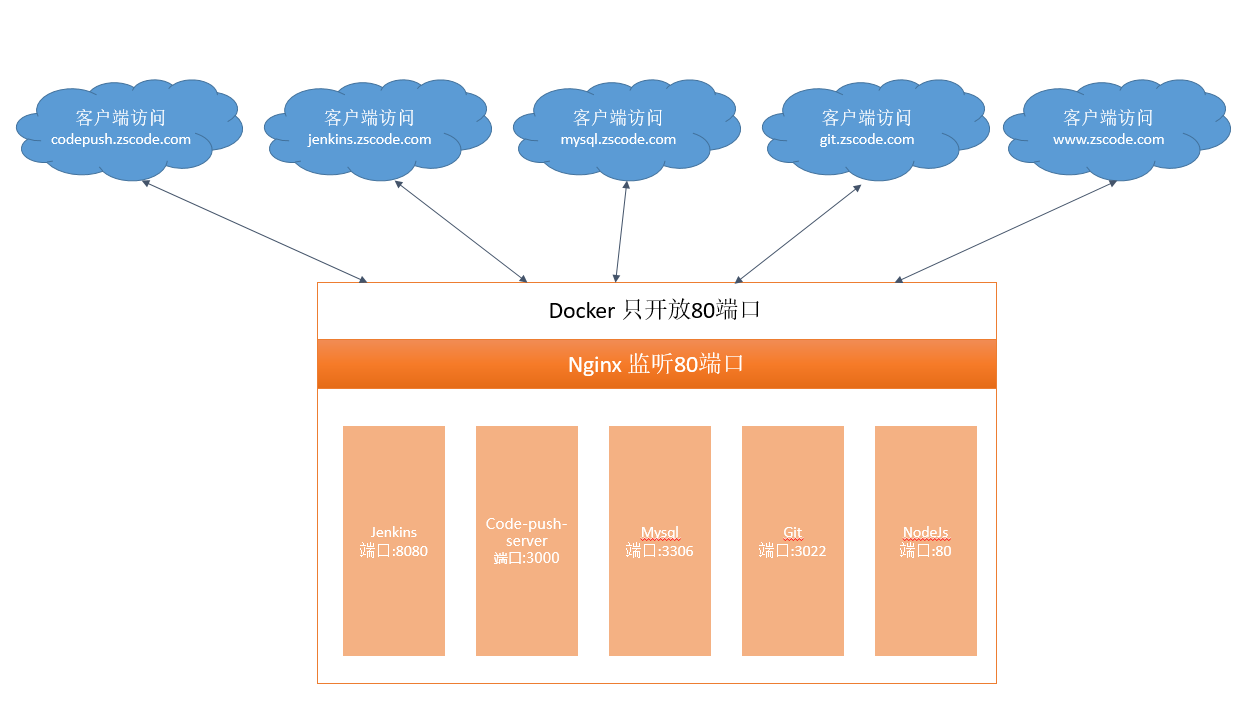 客户端访问
codepush.zscode.com
客户端访问
jenkins.zscode.com
客户端访问
mysql.zscode.com
客户端访问
git.zscode.com
客户端访问
www.zscode.com
Docker 只开放80端口
Nginx 监听80端口
Jenkins
端口:8080
Code-push-
server
端口:3000
Mysql
端口:3306
Git
端口:3022
NodeJs
端口:80